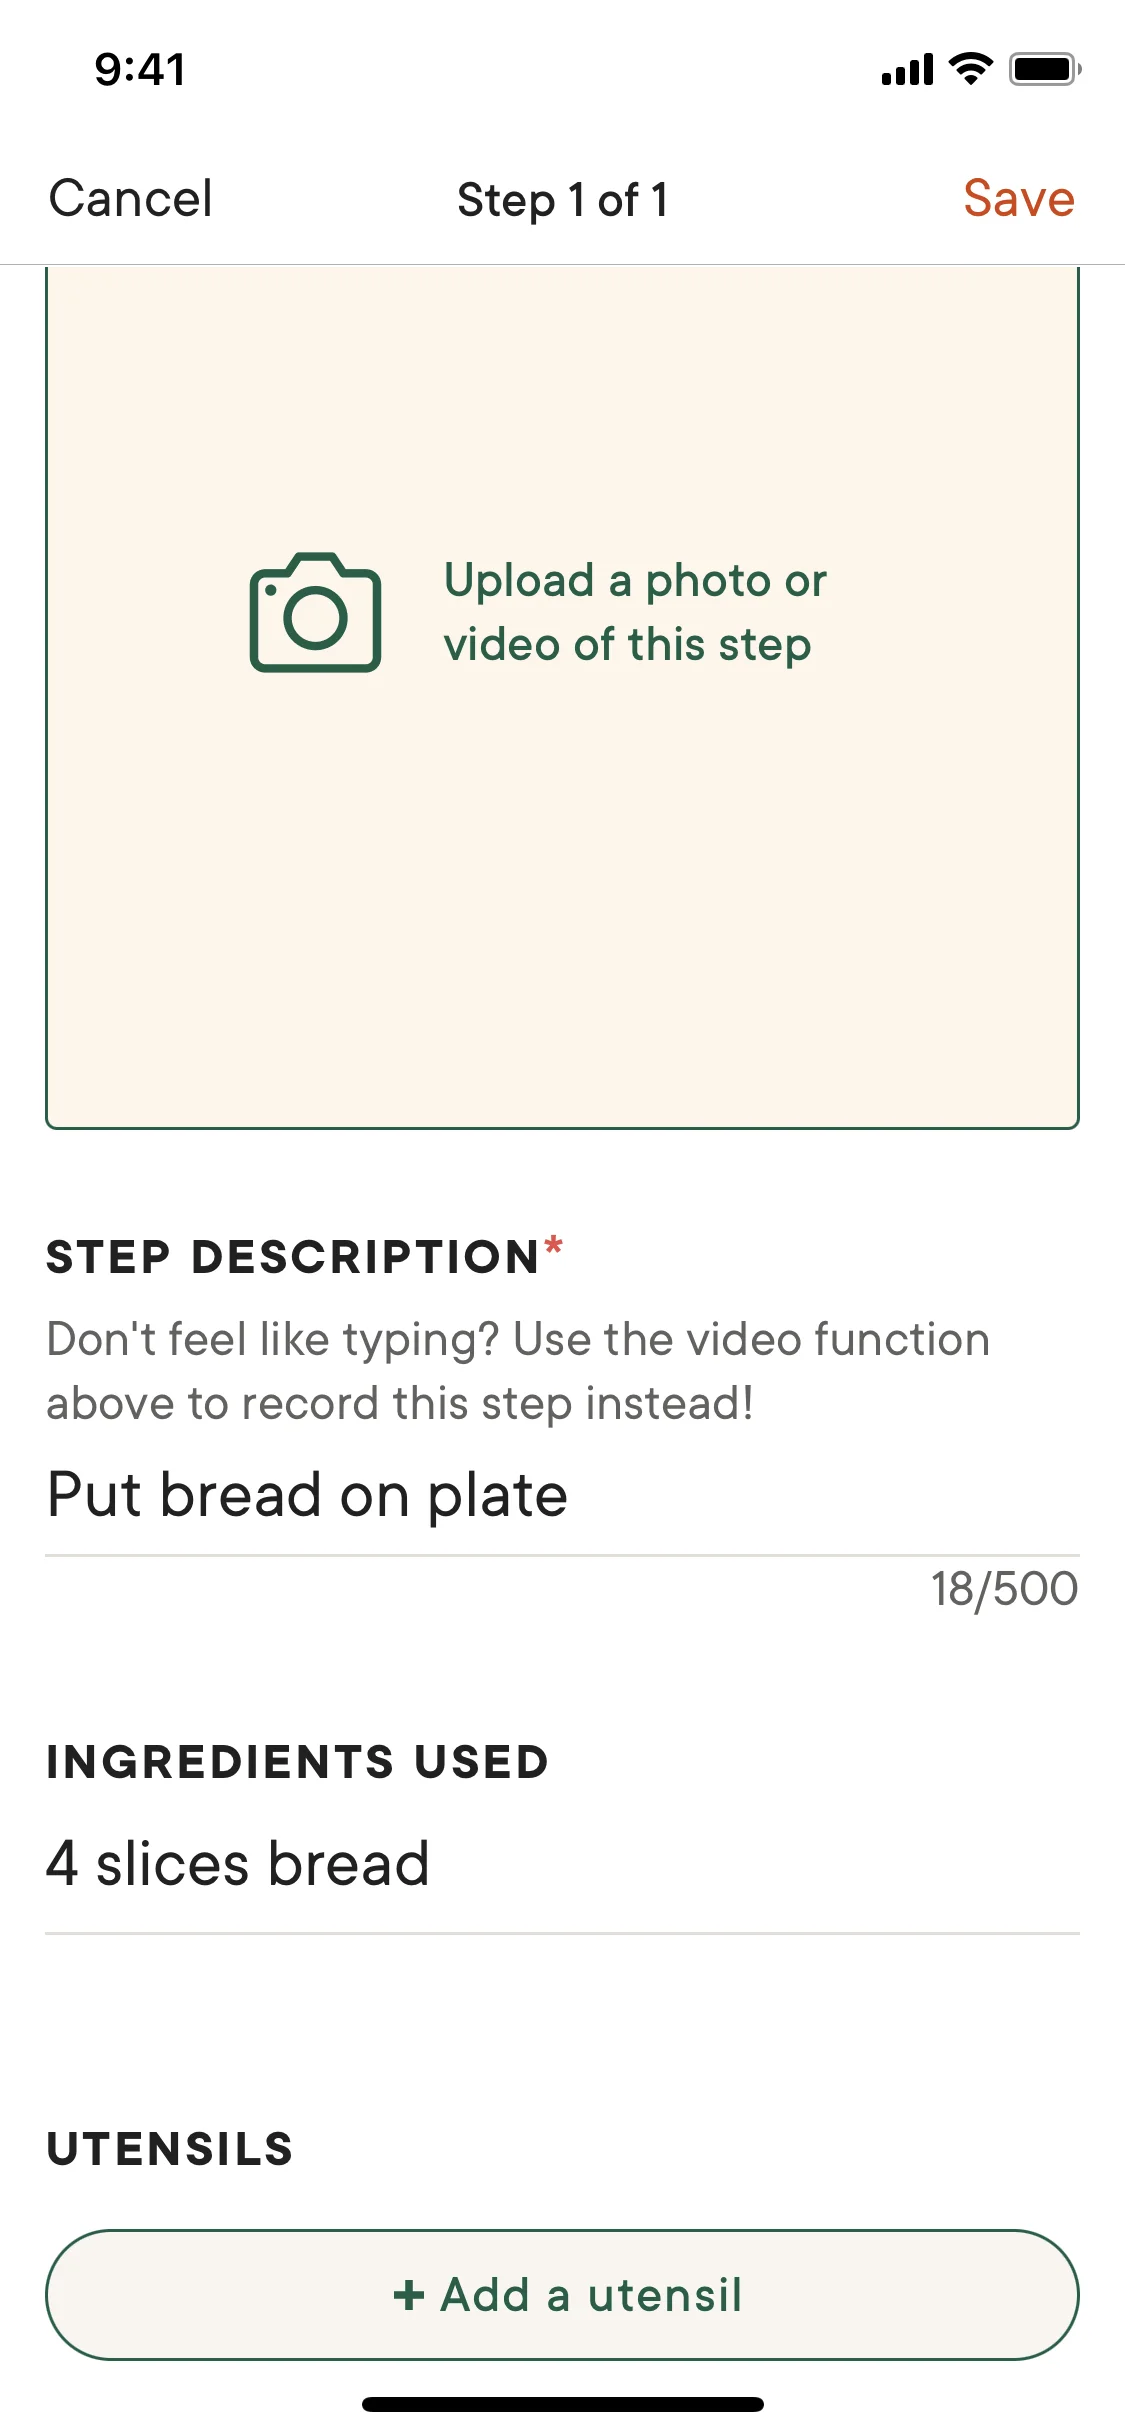 9:41
Cancel
Step 1 of 1
Save
Upload a photo or
video of this step
STEP DESCRIPTION*
Don't feel like typing? Use the video function
above to record this step instead!
Put bread on plate
18/500
INGREDIENTS USED
4 slices bread
UTENSILS
+ Add a utensil